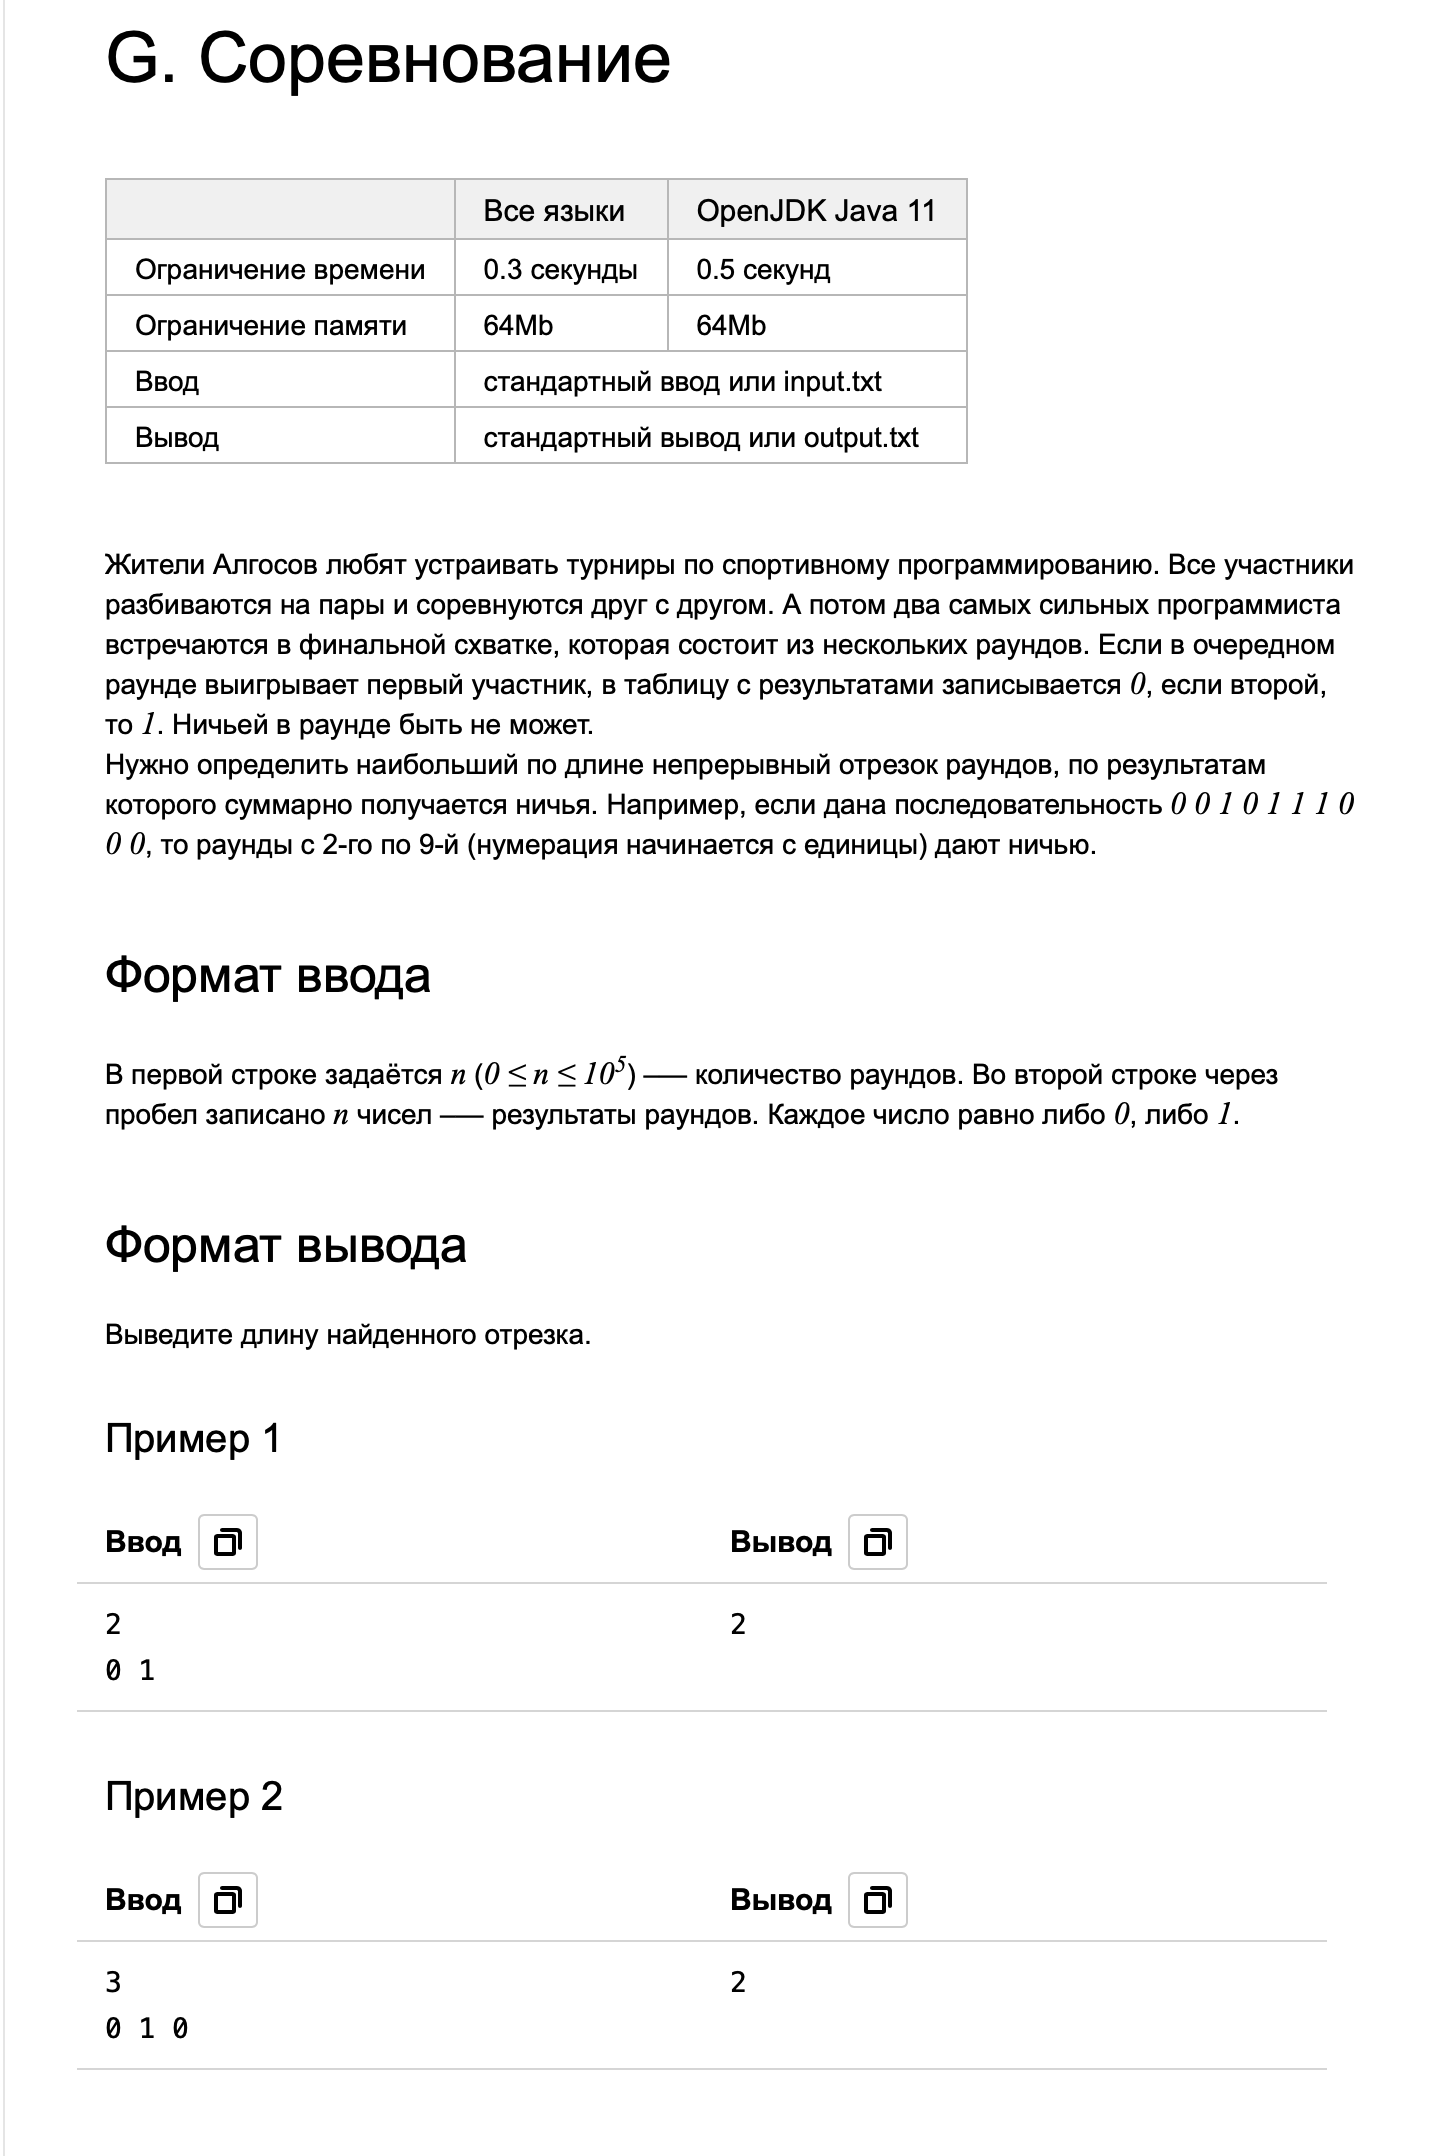 G. Соревнование
Все языки OpenJDK Java 11
Ограничение времени 0.3 секунды 0.5 секунд
Ограничение памяти 64Mb 64Mb
Ввод стандартный ввод или input.txt
Вывод стандартный вывод или output.txt
Жители Алгосов любят устраивать турниры по спортивному программированию. Все участники
разбиваются на пары и соревнуются друг с другом. А потом два самых сильных программиста
встречаются в финальной схватке, которая состоит из нескольких раундов. Если в очередном
раунде выигрывает первый участник, в таблицу с результатами записывается 0, если второй,
то 1. Ничьей в раунде быть не может.
Нужно определить наибольший по длине непрерывный отрезок раундов, по результатам
которого суммарно получается ничья. Например, если дана последовательность 0 0 1 0 1 1 1 0
0 0, то раунды с 2-го по 9-й (нумерация начинается с единицы) дают ничью.
Формат ввода
В первой строке задаётся n (0 ≤ n ≤ 10⁵) — количество раундов. Во второй строке через
пробел записано n чисел — результаты раундов. Каждое число равно либо 0, либо 1.
Формат вывода
Выведите длину найденного отрезка.
Пример 1
Ввод Вывод
2 2
0 1
Пример 2
Ввод Вывод
3 2
0 1 0